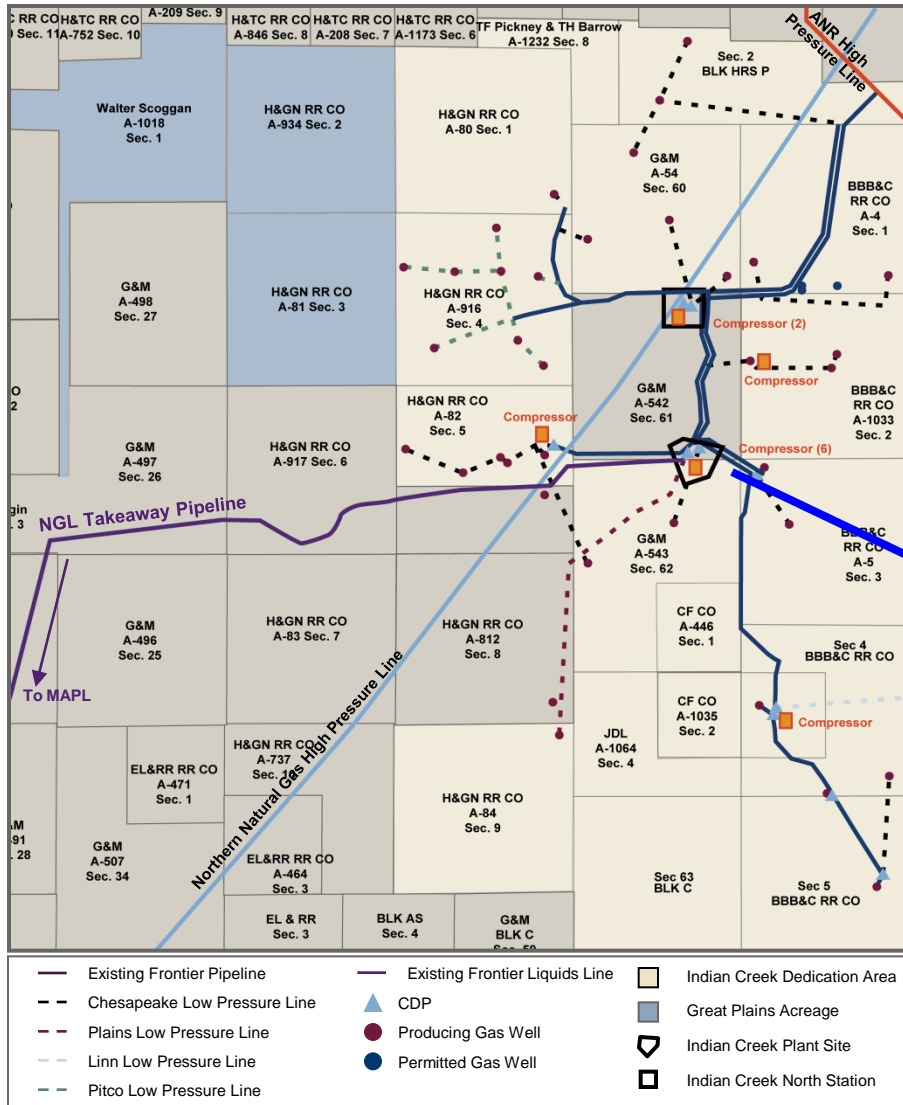 C RR CO
Sec. 11
H&TC RR CO
A-752 Sec. 10
A-209 Sec. 9
H&TC RR CO
A-846 Sec. 8
H&TC RR CO
A-208 Sec. 7
H&TC RR CO
A-1173 Sec. 6
TF Pickney & TH Barrow
A-1232 Sec. 8
Sec. 2
BLK HRS P
ANR High
Pressure Line
Walter Scoggan
A-1018
Sec. 1
H&GN RR CO
A-934 Sec. 2
H&GN RR CO
A-80 Sec. 1
G&M
A-54
Sec. 60
BBB&C
RR CO
A-4
Sec. 1
G&M
A-498
Sec. 27
H&GN RR CO
A-81 Sec. 3
H&GN RR CO
A-916
Sec. 4
Compressor (2)
Compressor
O
2
G&M
A-542
Sec. 61
BBB&C
RR CO
A-1033
Sec. 2
H&GN RR CO
A-82
Sec. 5
Compressor
Compressor (6)
G&M
A-497
Sec. 26
H&GN RR CO
A-917 Sec. 6
gin
. 3
NGL Takeaway Pipeline
G&M
A-543
Sec. 62
BBB&C
RR CO
A-5
Sec. 3
G&M
A-496
Sec. 25
H&GN RR CO
A-83 Sec. 7
H&GN RR CO
A-812
Sec. 8
CF CO
A-446
Sec. 1
Sec 4
BBB&C RR CO
To MAPL
Northern Natural Gas High Pressure Line
CF CO
A-1035
Sec. 2
Compressor
JDL
A-1064
Sec. 4
H&GN RR CO
A-737
EL&RR RR CO
A-471
Sec. 1
H&GN RR CO
A-84
Sec. 9
&M
-91
. 28
G&M
A-507
Sec. 34
EL&RR RR CO
A-464
Sec. 3
Sec 63
BLK C
Sec 5
BBB&C RR CO
EL & RR
Sec. 3
BLK AS
Sec. 4
G&M
BLK C
Sec. 59
Existing Frontier Pipeline
Existing Frontier Liquids Line
Indian Creek Dedication Area
Chesapeake Low Pressure Line
CDP
Great Plains Acreage
Plains Low Pressure Line
Producing Gas Well
Indian Creek Plant Site
Linn Low Pressure Line
Permitted Gas Well
Indian Creek North Station
Pitco Low Pressure Line